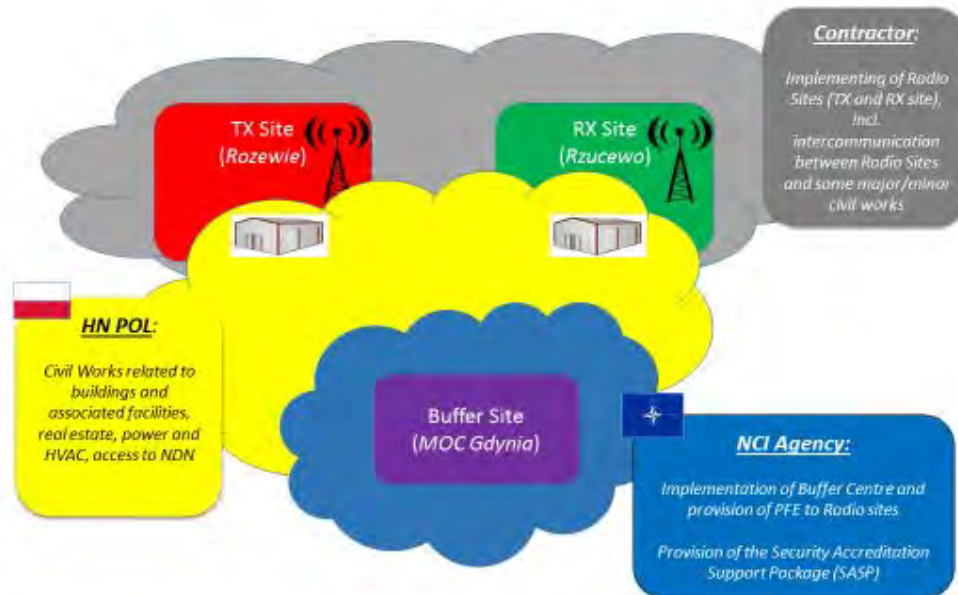 Contractor:
Implementing of Radio
Sites (TX and RX site),
incl.
intercommunication
between Radio Sites
and some major/minor
civil works
TX Site
(Rozewie)
RX Site
(Rzucewo)
HN POL:
Civil Works related to
buildings and
associated facilities,
real estate, power and
HVAC, access to NDN
Buffer Site
(MOC Gdynia)
NCI Agency:
Implementation of Buffer Centre and
provision of PFE to Radio sites
Provision of the Security Accreditation
Support Package (SASP)